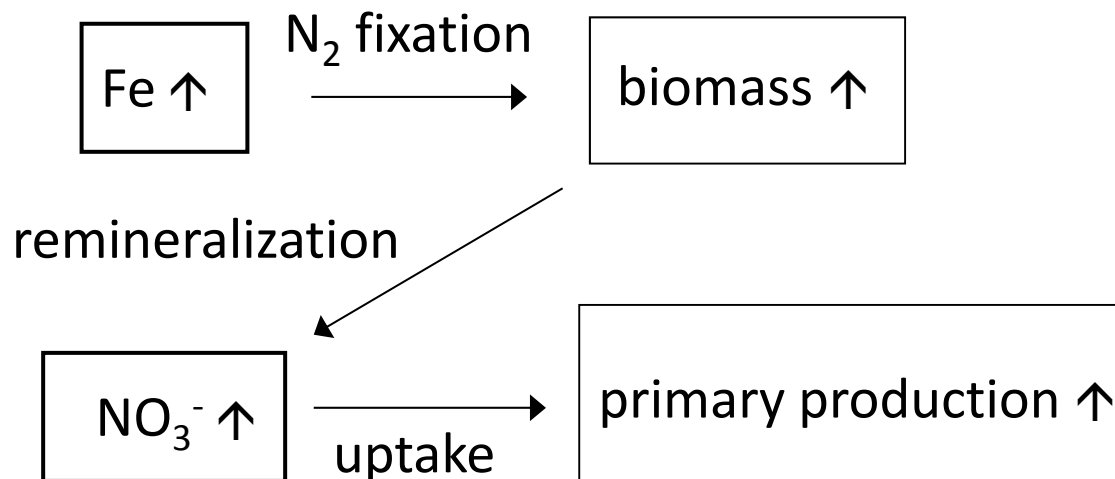 N₂ fixation
Fe ↑
biomass ↑
remineralization
NO₃⁻ ↑
primary production ↑
uptake